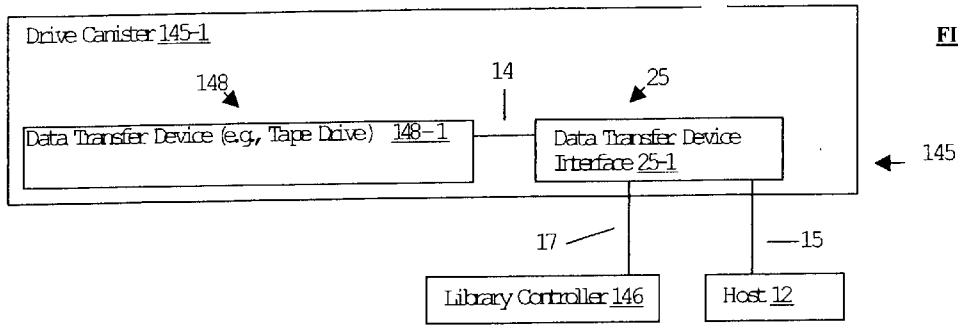 Drive Canister 145-1
FI
148
14
25
Data Transfer Device (e.g., Tape Drive) 148-1
Data Transfer Device
Interface 25-1
145
17
15
Library Controller 146
Host 12